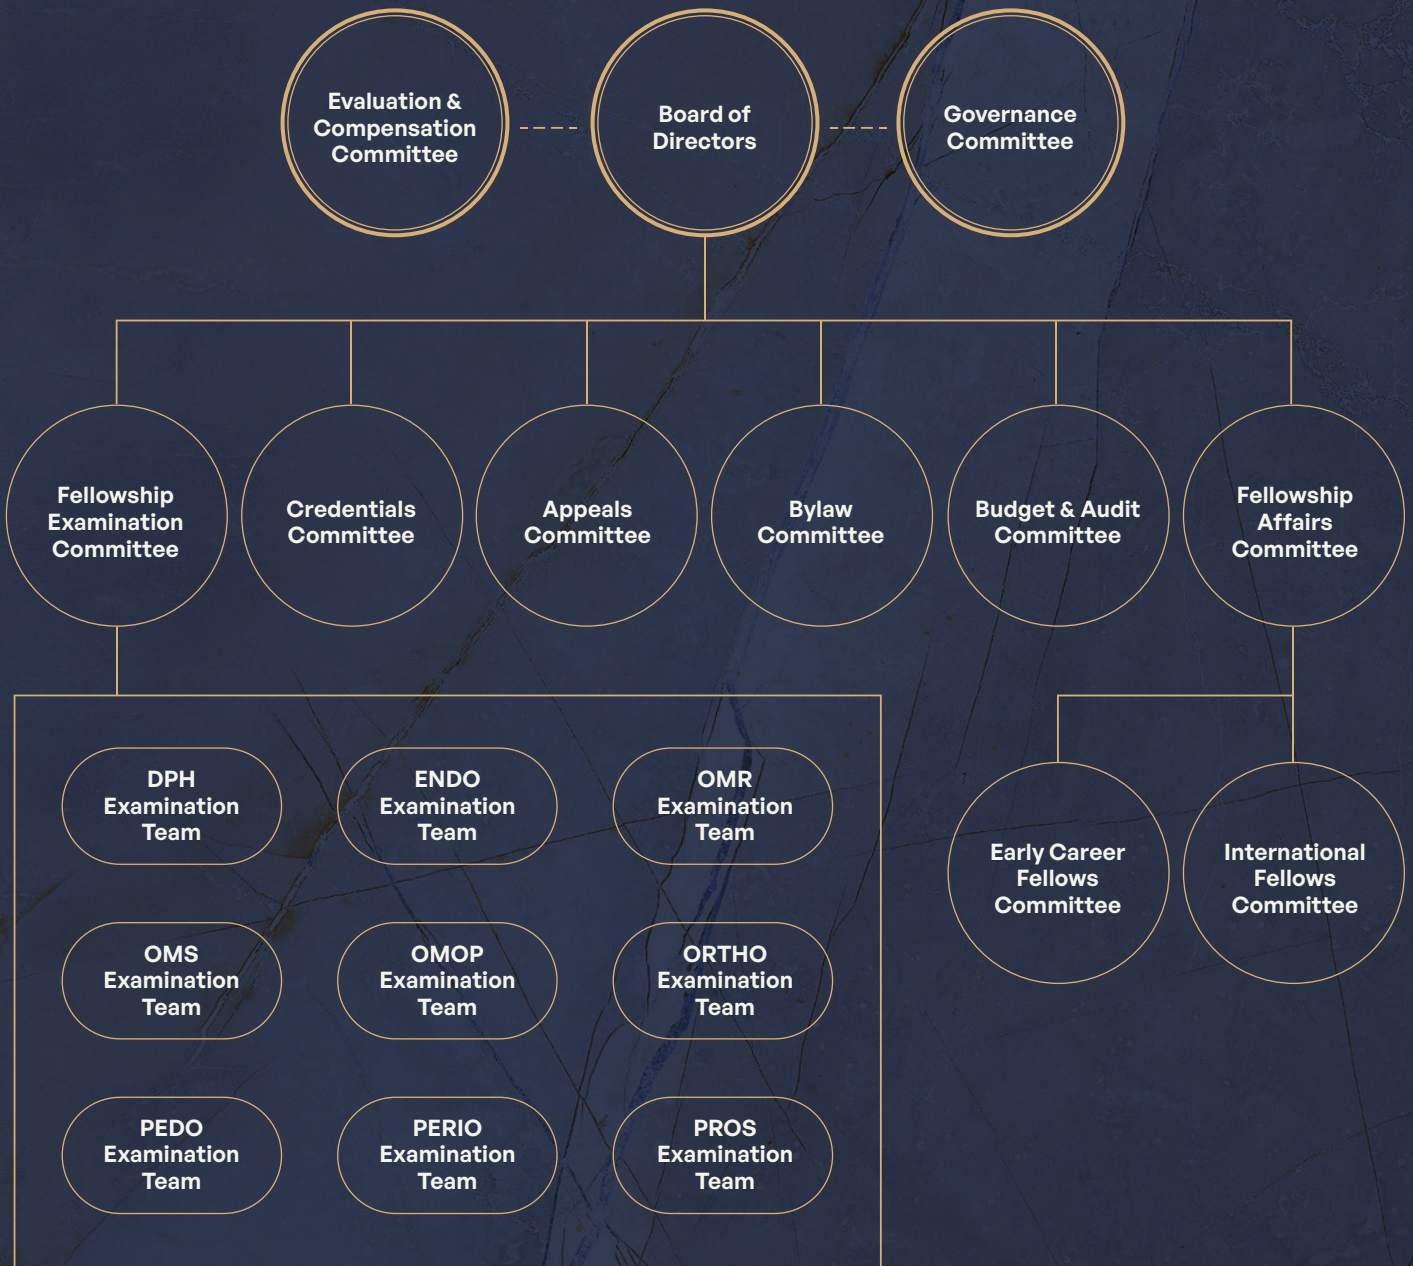 Evaluation &
Compensation
Committee
Board of
Directors
Governance
Committee
Fellowship
Examination
Committee
Credentials
Committee
Appeals
Committee
Bylaw
Committee
Budget & Audit
Committee
Fellowship
Affairs
Committee
DPH
Examination
Team
ENDO
Examination
Team
OMR
Examination
Team
Early Career
Fellows
Committee
International
Fellows
Committee
OMS
Examination
Team
OMOP
Examination
Team
ORTHO
Examination
Team
PEDO
Examination
Team
PERIO
Examination
Team
PROS
Examination
Team